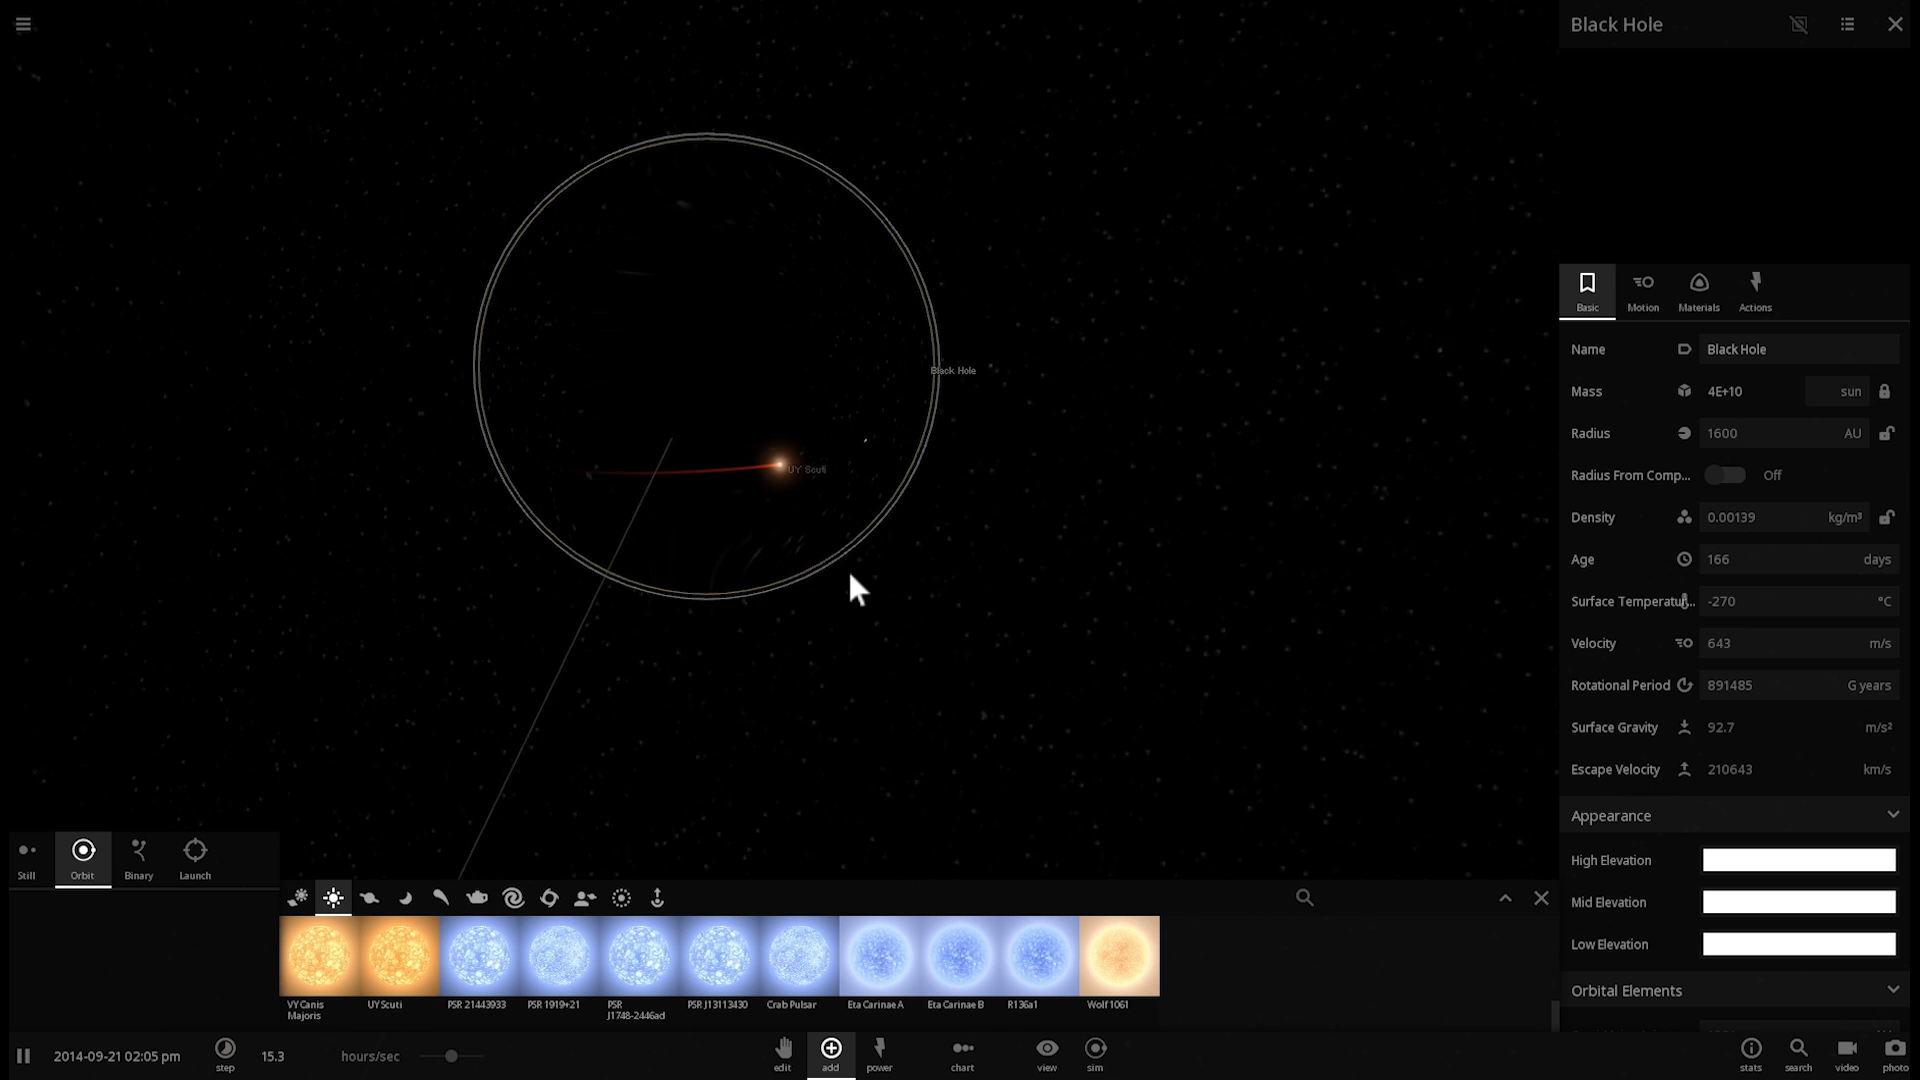 Black Hole
Black Hole
UY Scuti
Basic
Motion
Materials
Actions
Name
Black Hole
Mass
4E+10
sun
Radius
1600
AU
Radius From Comp...
Off
Density
0.00139
kg/m³
Age
166
days
Surface Temperatur...
-270
°C
Velocity
643
m/s
Rotational Period
891485
G years
Surface Gravity
92.7
m/s²
Escape Velocity
210643
km/s
Appearance
High Elevation
Mid Elevation
Low Elevation
Orbital Elements
Still
Orbit
Binary
Launch
VY Canis
Majoris
UY Scuti
PSR 21443933
PSR 1919+21
PSR
J1748-2446ad
PSR J13113430
Crab Pulsar
Eta Carinae A
Eta Carinae B
R136a1
Wolf 1061
2014-09-21 02:05 pm
step
15.3
hours/sec
edit
add
power
chart
view
sim
stats
search
video
photo